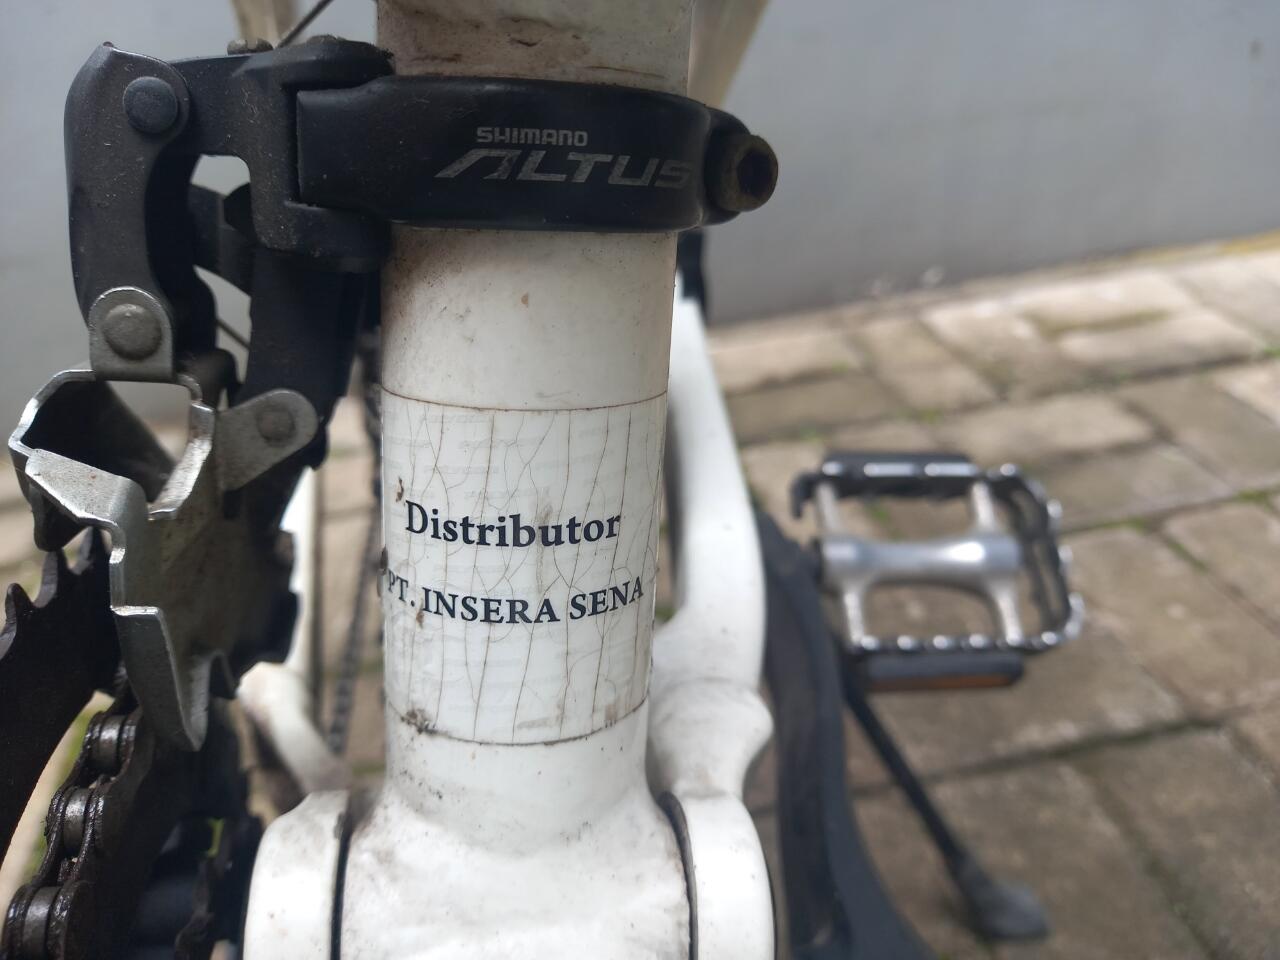 SHIMANO
ALTUS
Distributor
PT. INSERA SENA